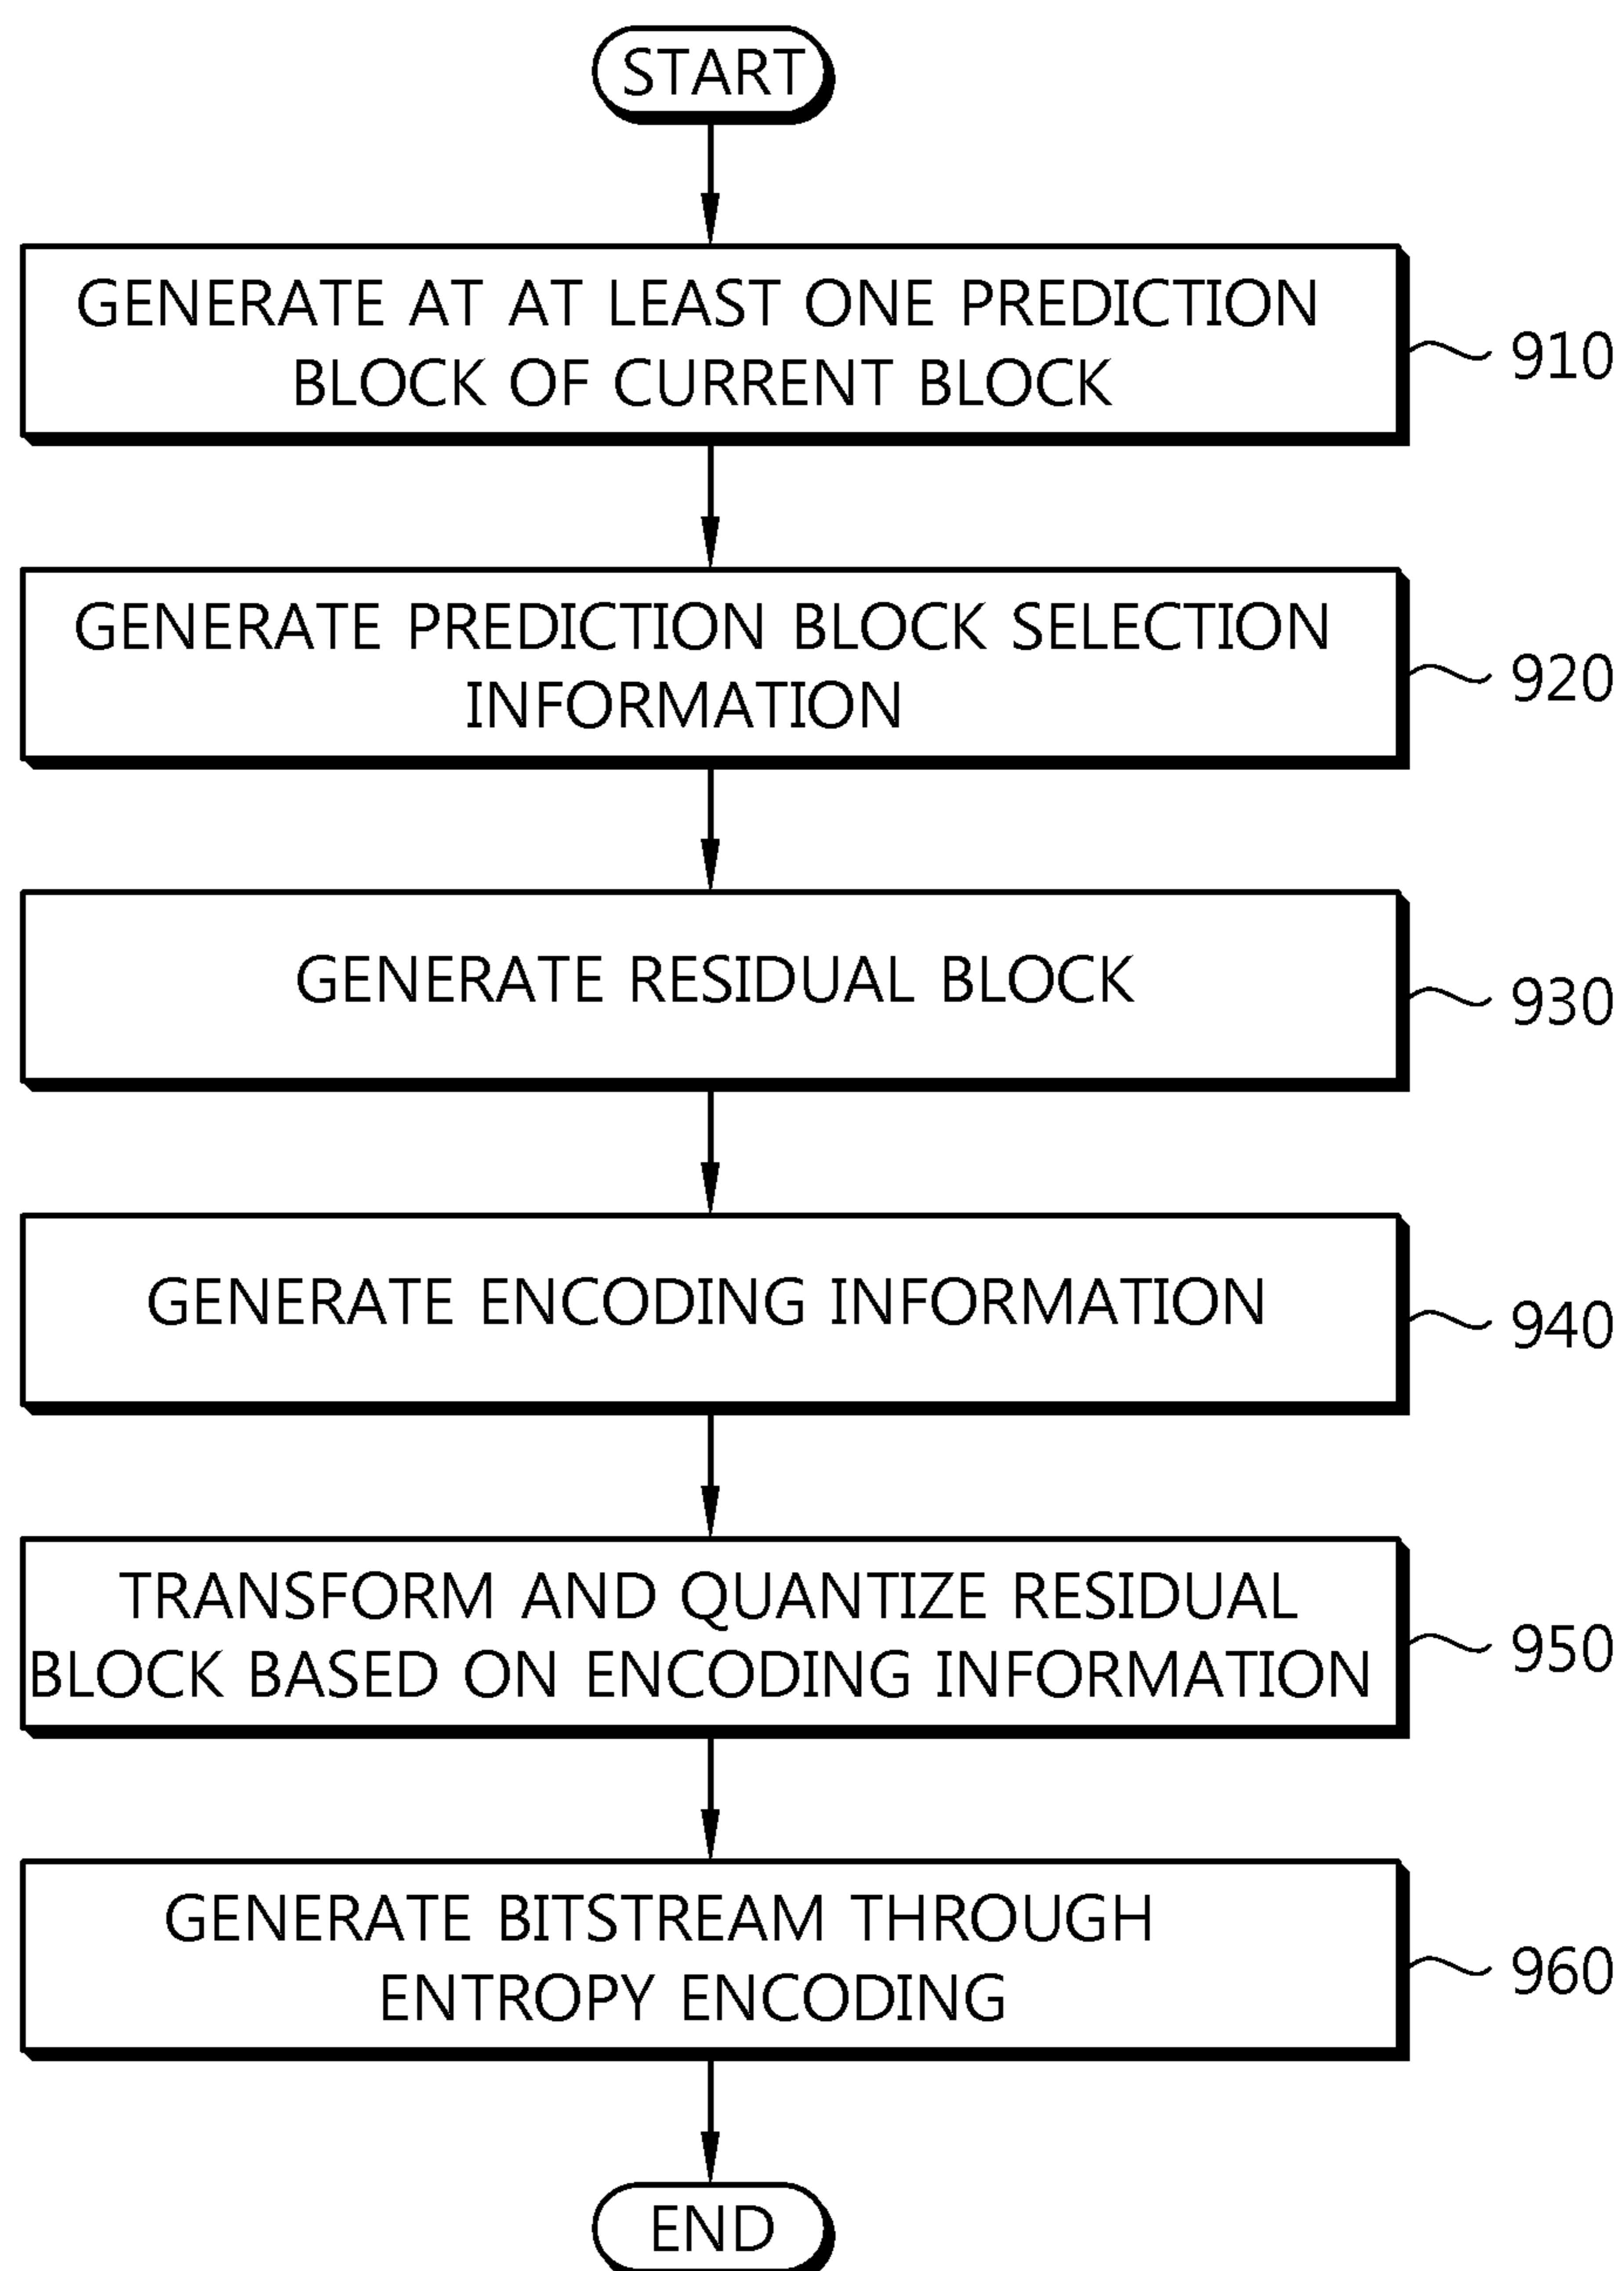 START
GENERATE AT AT LEAST ONE PREDICTION
BLOCK OF CURRENT BLOCK
910
GENERATE PREDICTION BLOCK SELECTION
INFORMATION
920
GENERATE RESIDUAL BLOCK
930
GENERATE ENCODING INFORMATION
940
TRANSFORM AND QUANTIZE RESIDUAL
BLOCK BASED ON ENCODING INFORMATION
950
GENERATE BITSTREAM THROUGH
ENTROPY ENCODING
960
END